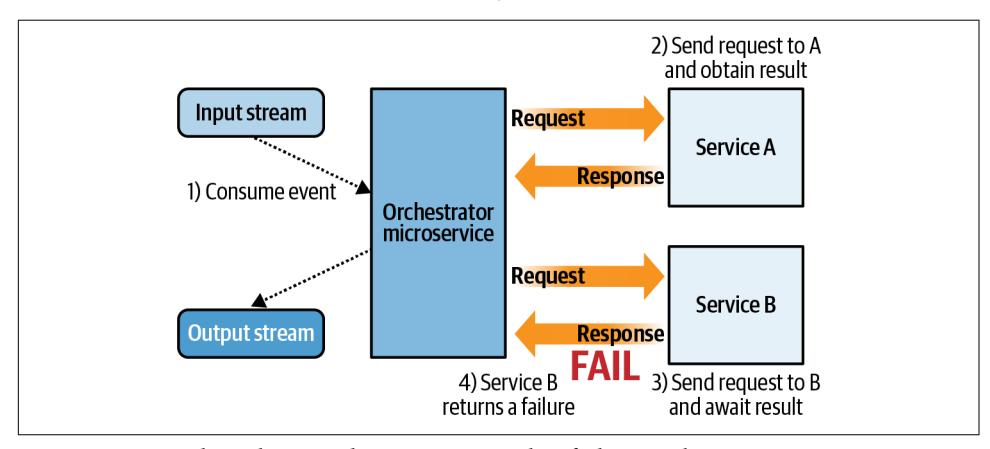 2) Send request to A
and obtain result
Input stream
Request
Service A
Response
1) Consume event
Orchestrator
microservice
Request
Service B
Output stream
Response
FAIL
4) Service B
returns a failure
3) Send request to B
and await result